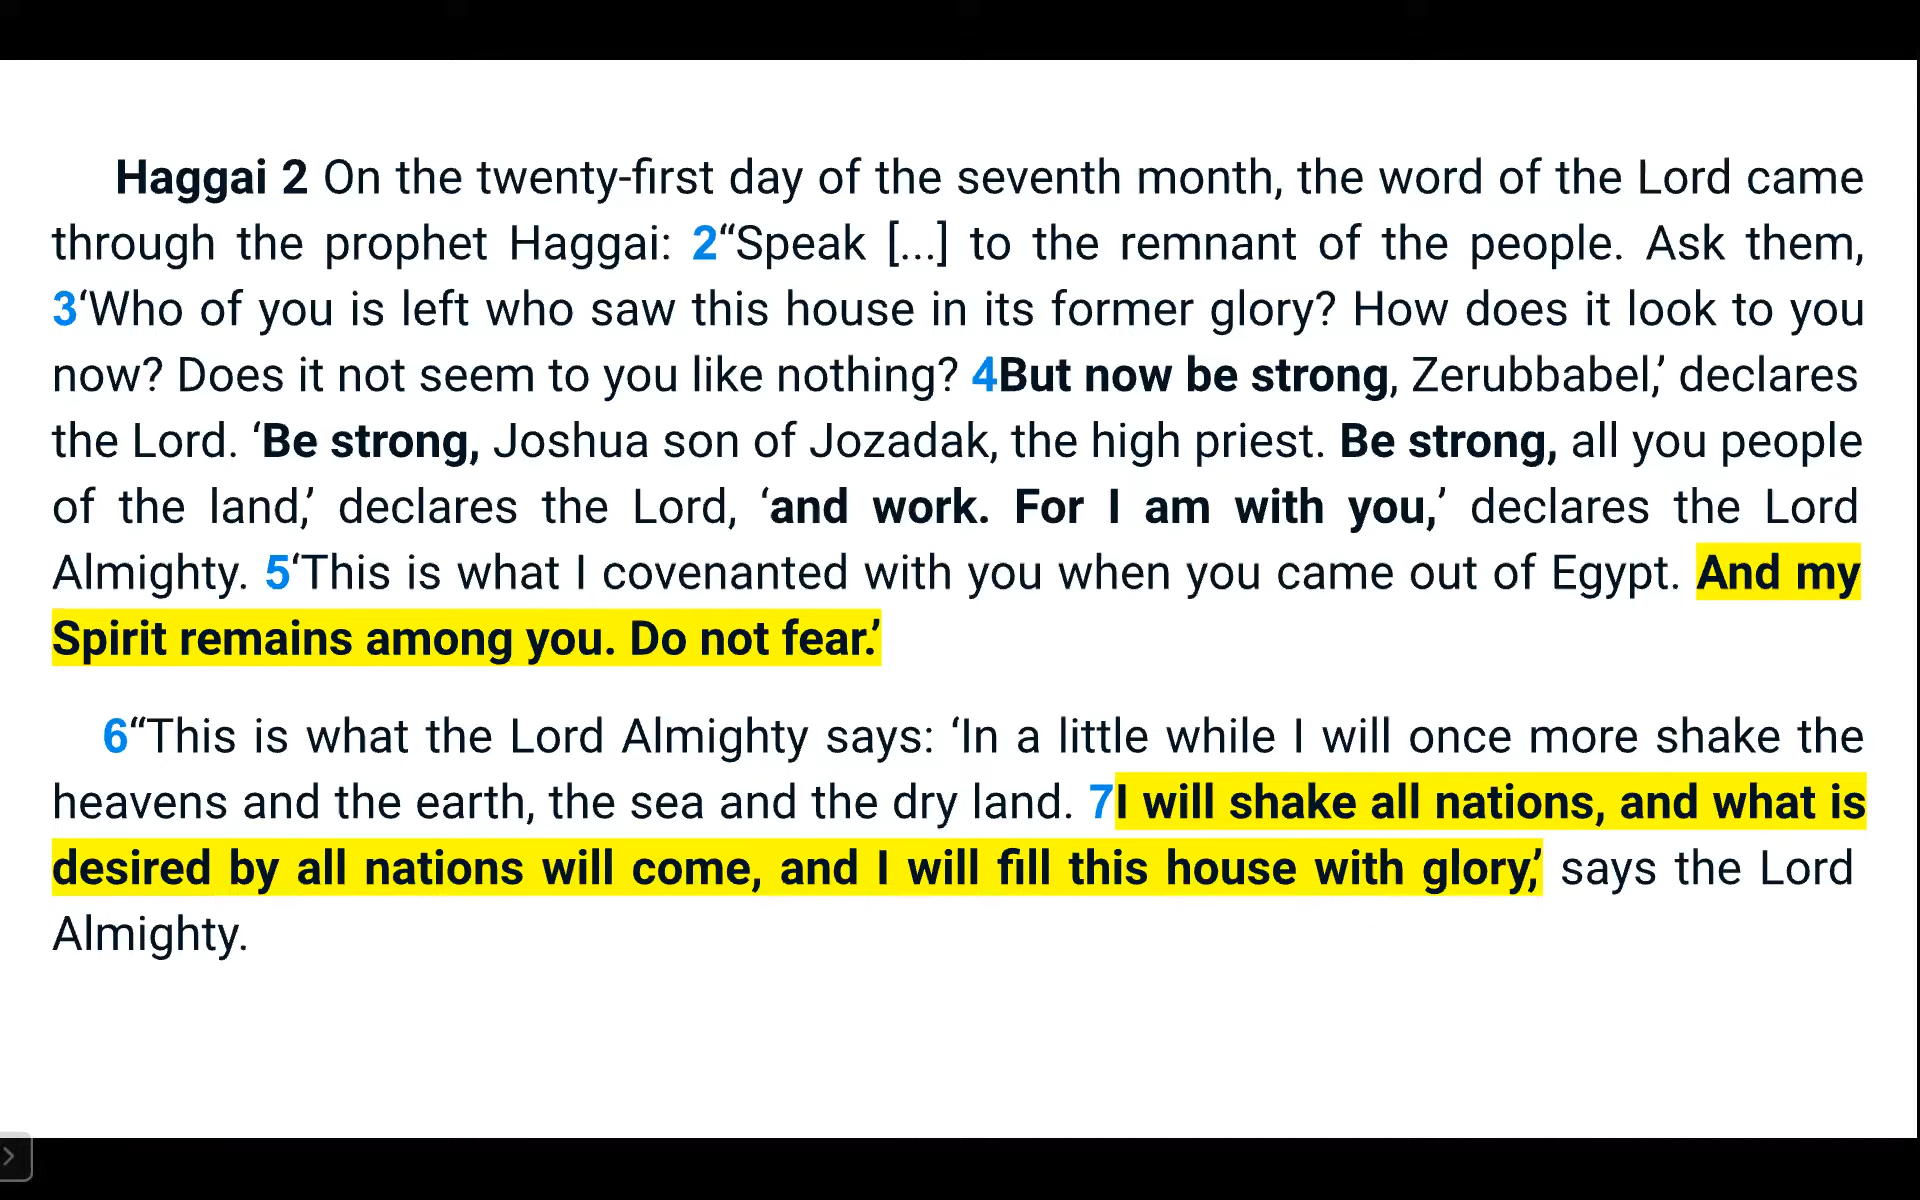 Haggai 2 On the twenty-first day of the seventh month, the word of the Lord came
through the prophet Haggai: 2“Speak [...] to the remnant of the people. Ask them,
3‘Who of you is left who saw this house in its former glory? How does it look to you
now? Does it not seem to you like nothing? 4But now be strong, Zerubbabel,’ declares
the Lord. ‘Be strong, Joshua son of Jozadak, the high priest. Be strong, all you people
of the land,’ declares the Lord, ‘and work. For I am with you,’ declares the Lord
Almighty. 5‘This is what I covenanted with you when you came out of Egypt. And my
Spirit remains among you. Do not fear.’
6“This is what the Lord Almighty says: ‘In a little while I will once more shake the
heavens and the earth, the sea and the dry land. 7I will shake all nations, and what is
desired by all nations will come, and I will fill this house with glory,’ says the Lord
Almighty.